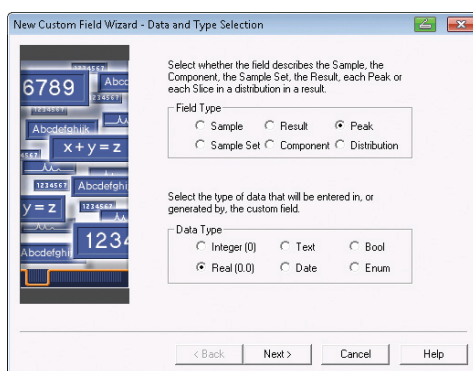 New Custom Field Wizard - Data and Type Selection
Select whether the field describes the Sample, the
Component, the Sample Set, the Result, each Peak or
each Slice in a distribution in a result.
Field Type
Sample Result Peak
Sample Set Component Distribution
Select the type of data that will be entered in, or
generated by, the custom field.
Data Type
Integer (0) Text Bool
Real (0.0) Date Enum
6789
Abc
1234567
Abcdefghijk
x+y=z
1234567
Abcdefghi
y=z
1234567
1234
Abcdefghi
< Back Next > Cancel Help